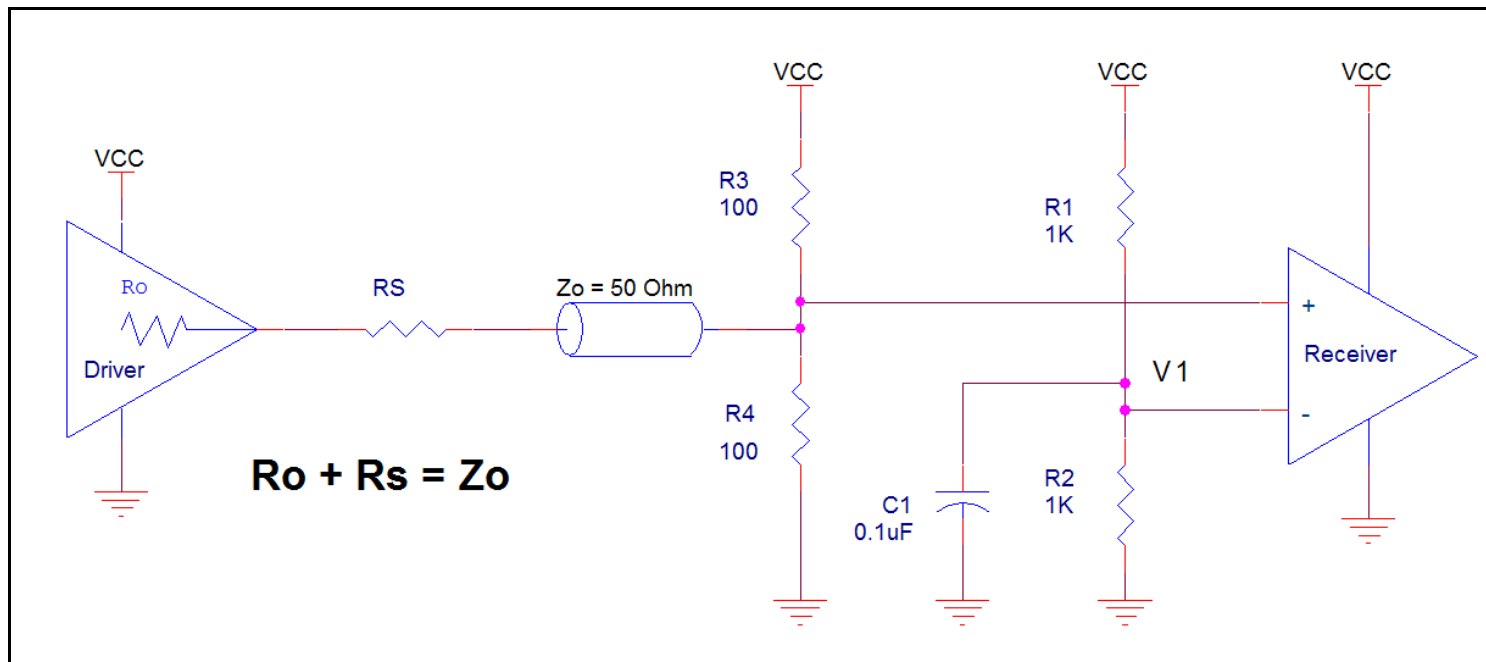 VCC
VCC
VCC
VCC
R3
100
R1
1K
Ro
RS
Zo = 50 Ohm
+
Driver
Receiver
V1
R4
100
-
Ro + Rs = Zo
R2
1K
C1
0.1uF